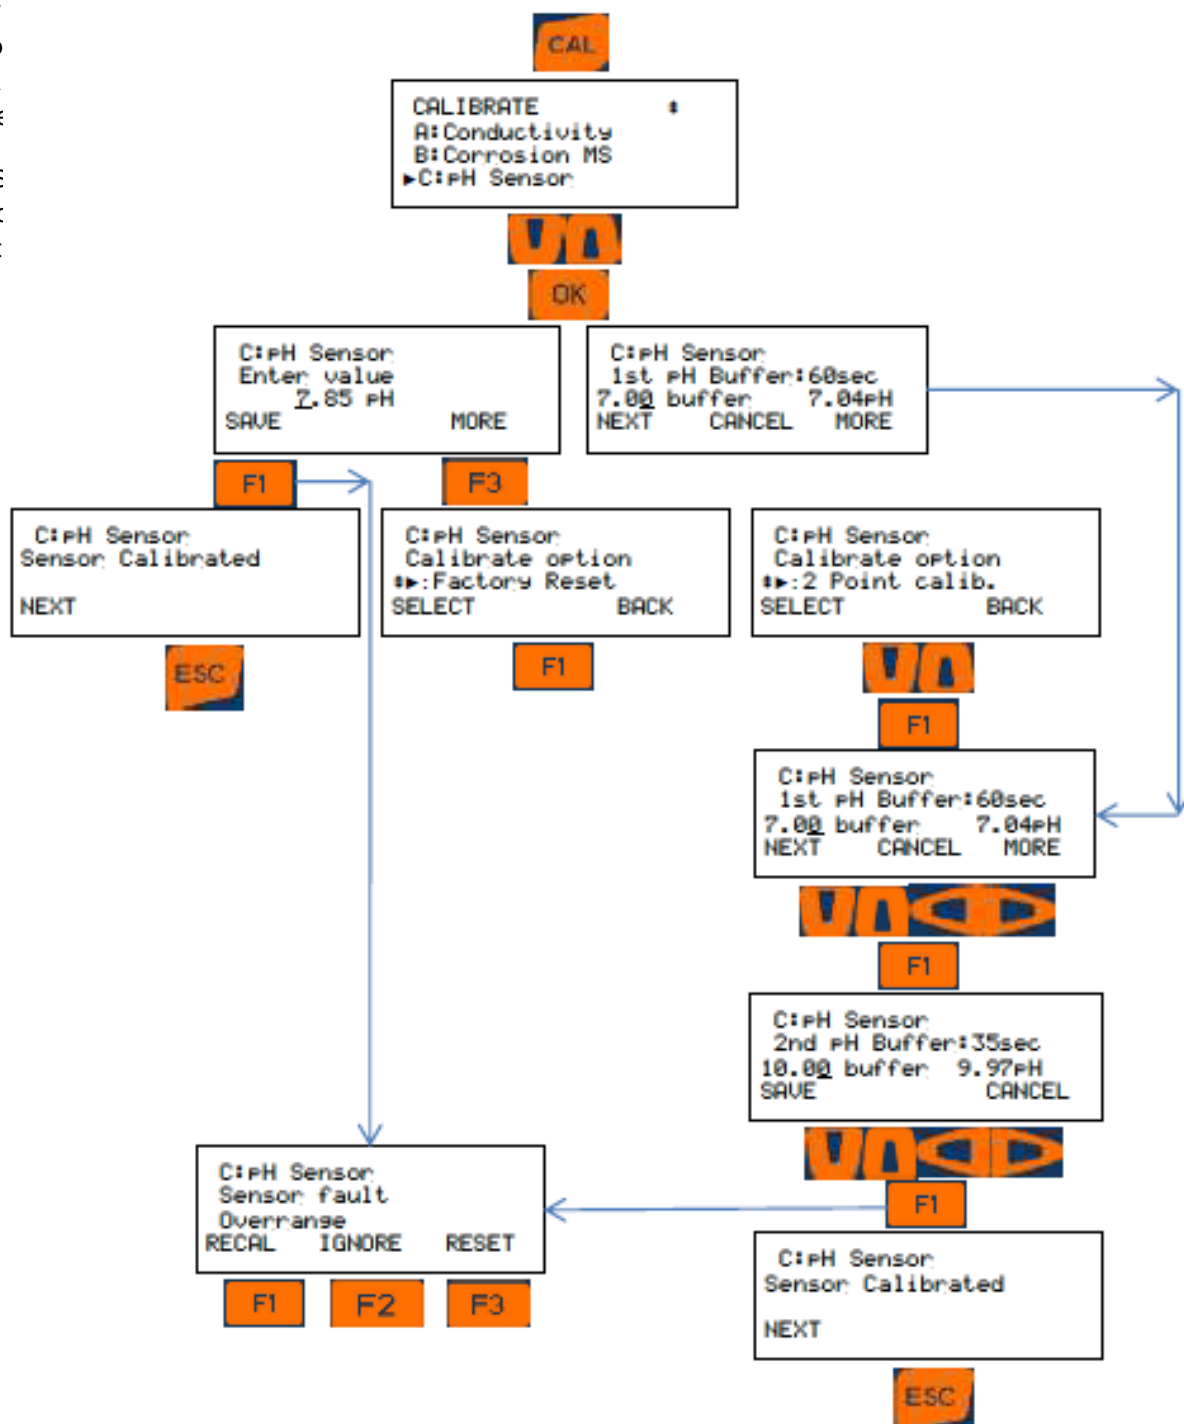 CAL
CALIBRATE
A:Conductivity
B:Corrosion MS
►C:pH Sensor
OK
C:pH Sensor
Enter value
7.85 pH
SAVE MORE
C:pH Sensor
1st pH Buffer:60sec
7.00 buffer 7.04pH
NEXT CANCEL MORE
F1
F3
C:pH Sensor
Sensor Calibrated
NEXT
ESC
C:pH Sensor
Calibrate option
►:Factory Reset
SELECT BACK
F1
C:pH Sensor
Calibrate option
►:2 Point calib.
SELECT BACK
F1
C:pH Sensor
1st pH Buffer:60sec
7.00 buffer 7.04pH
NEXT CANCEL MORE
F1
C:pH Sensor
2nd pH Buffer:35sec
10.00 buffer 9.97pH
SAVE CANCEL
F1
C:pH Sensor
Sensor fault
Overrange
RECAL IGNORE RESET
F1 F2 F3
C:pH Sensor
Sensor Calibrated
NEXT
ESC